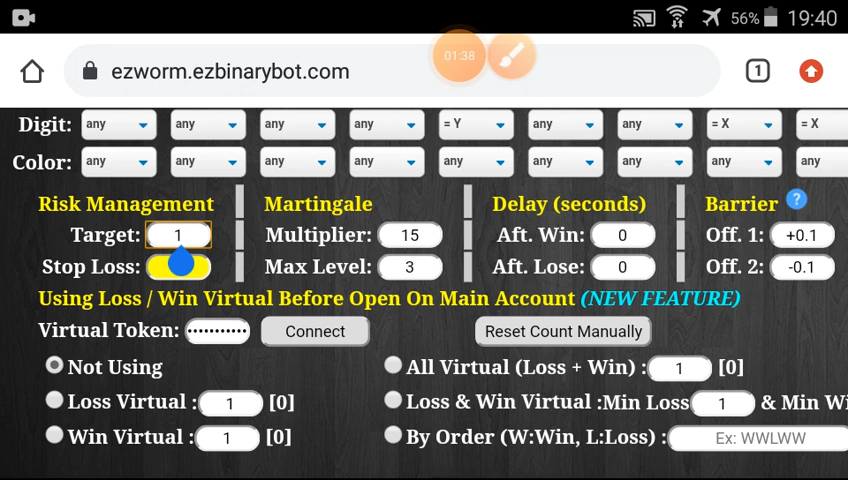 56% 19:40
ezworm.ezbinarybot.com 01:38 1
Digit: any any any any = Y any any = X = X
Color: any any any any any any any any any
Risk Management Martingale Delay (seconds) Barrier ?
Target: 1 Multiplier: 15 Aft. Win: 0 Off. 1: +0.1
Stop Loss: Max Level: 3 Aft. Lose: 0 Off. 2: -0.1
Using Loss / Win Virtual Before Open On Main Account (NEW FEATURE)
Virtual Token: ••••••••••• Connect Reset Count Manually
Not Using All Virtual (Loss + Win) : 1 [0]
Loss Virtual : 1 [0] Loss & Win Virtual :Min Loss 1 & Min Wi
Win Virtual : 1 [0] By Order (W:Win, L:Loss) : Ex: WWLWW